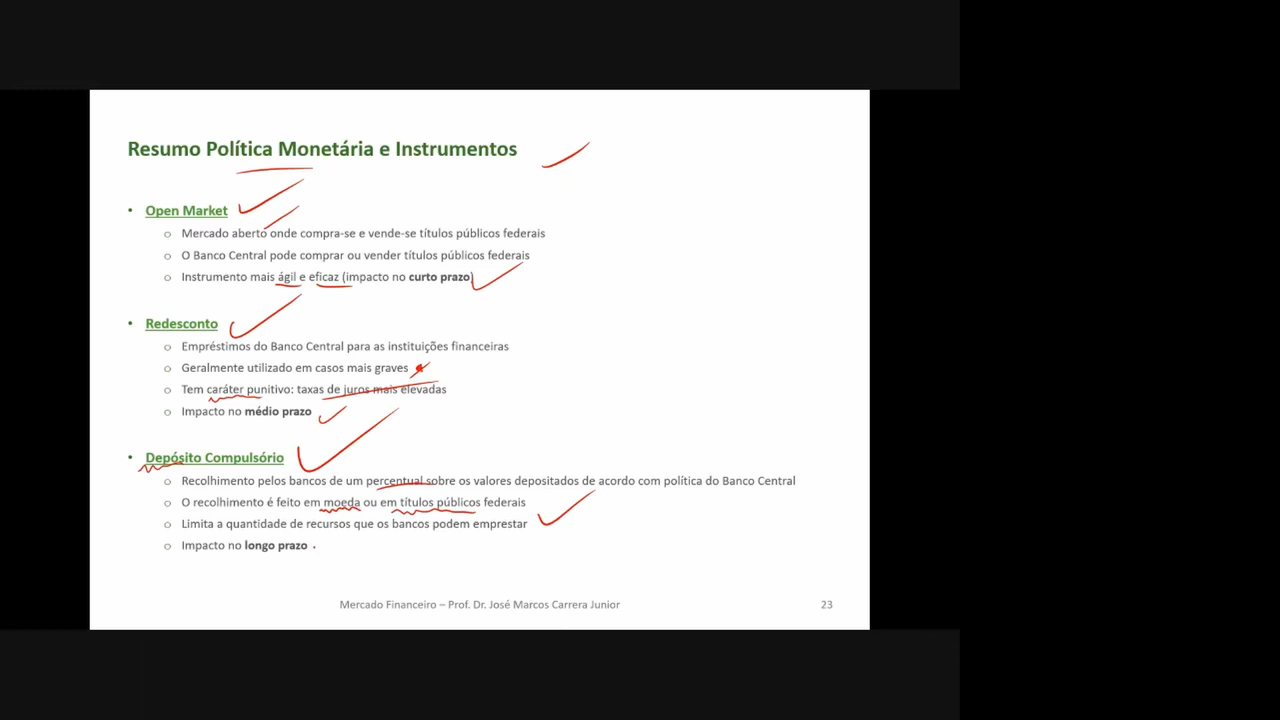 Resumo Política Monetária e Instrumentos
• Open Market
o Mercado aberto onde compra-se e vende-se títulos públicos federais
o O Banco Central pode comprar ou vender títulos públicos federais
o Instrumento mais ágil e eficaz (impacto no curto prazo)
• Redesconto
o Empréstimos do Banco Central para as instituições financeiras
o Geralmente utilizado em casos mais graves
o Tem caráter punitivo: taxas de juros mais elevadas
o Impacto no médio prazo
• Depósito Compulsório
o Recolhimento pelos bancos de um percentual sobre os valores depositados de acordo com política do Banco Central
o O recolhimento é feito em moeda ou em títulos públicos federais
o Limita a quantidade de recursos que os bancos podem emprestar
o Impacto no longo prazo
Mercado Financeiro – Prof. Dr. José Marcos Carrera Junior
23